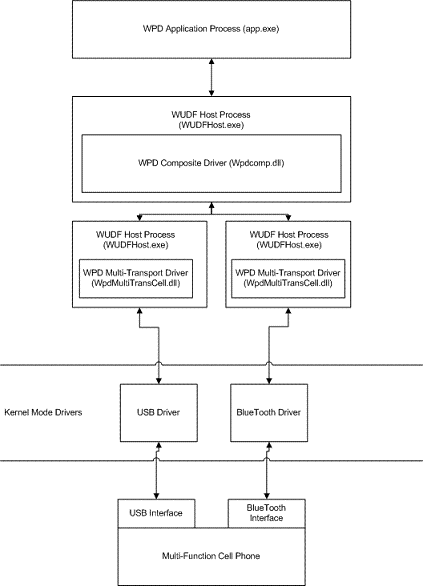 WPD Application Process (app.exe)
WUDF Host Process
(WUDFHost.exe)
WPD Composite Driver (Wpdcomp.dll)
WUDF Host Process
(WUDFHost.exe)
WPD Multi-Transport Driver
(WpdMultiTransCell.dll)
WUDF Host Process
(WUDFHost.exe)
WPD Multi-Transport Driver
(WpdMultiTransCell.dll)
Kernel Mode Drivers
USB Driver
BlueTooth Driver
USB Interface
BlueTooth
Interface
Multi-Function Cell Phone